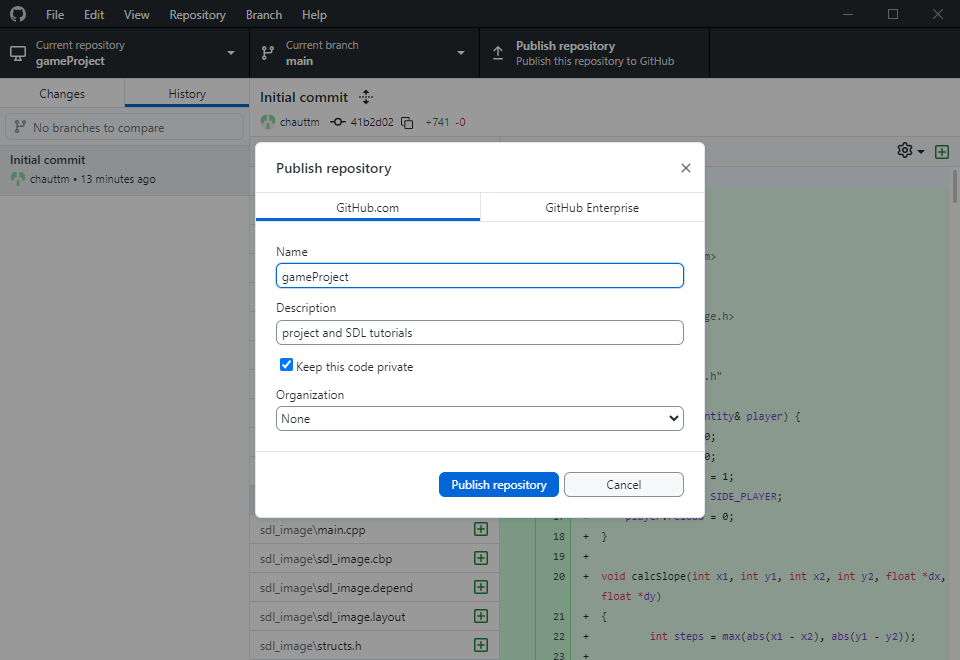 File Edit View Repository Branch Help
Current repository
gameProject
Current branch
main
Publish repository
Publish this repository to GitHub
Changes
History
No branches to compare
Initial commit
chauttm • 13 minutes ago
Initial commit
chauttm 41b2d02 +741 -0
Publish repository
GitHub.com
GitHub Enterprise
Name
gameProject
Description
project and SDL tutorials
Keep this code private
Organization
None
Publish repository
Cancel
m>
ge.h>
.h"
ntity& player) {
0;
0;
= 1;
SIDE_PLAYER;
= 0;
18 + }
19 +
20 + void calcSlope(int x1, int y1, int x2, int y2, float *dx,
float *dy)
21 + {
22 + int steps = max(abs(x1 - x2), abs(y1 - y2));
23 +
sdl_image\main.cpp
sdl_image\sdl_image.cbp
sdl_image\sdl_image.depend
sdl_image\sdl_image.layout
sdl_image\structs.h